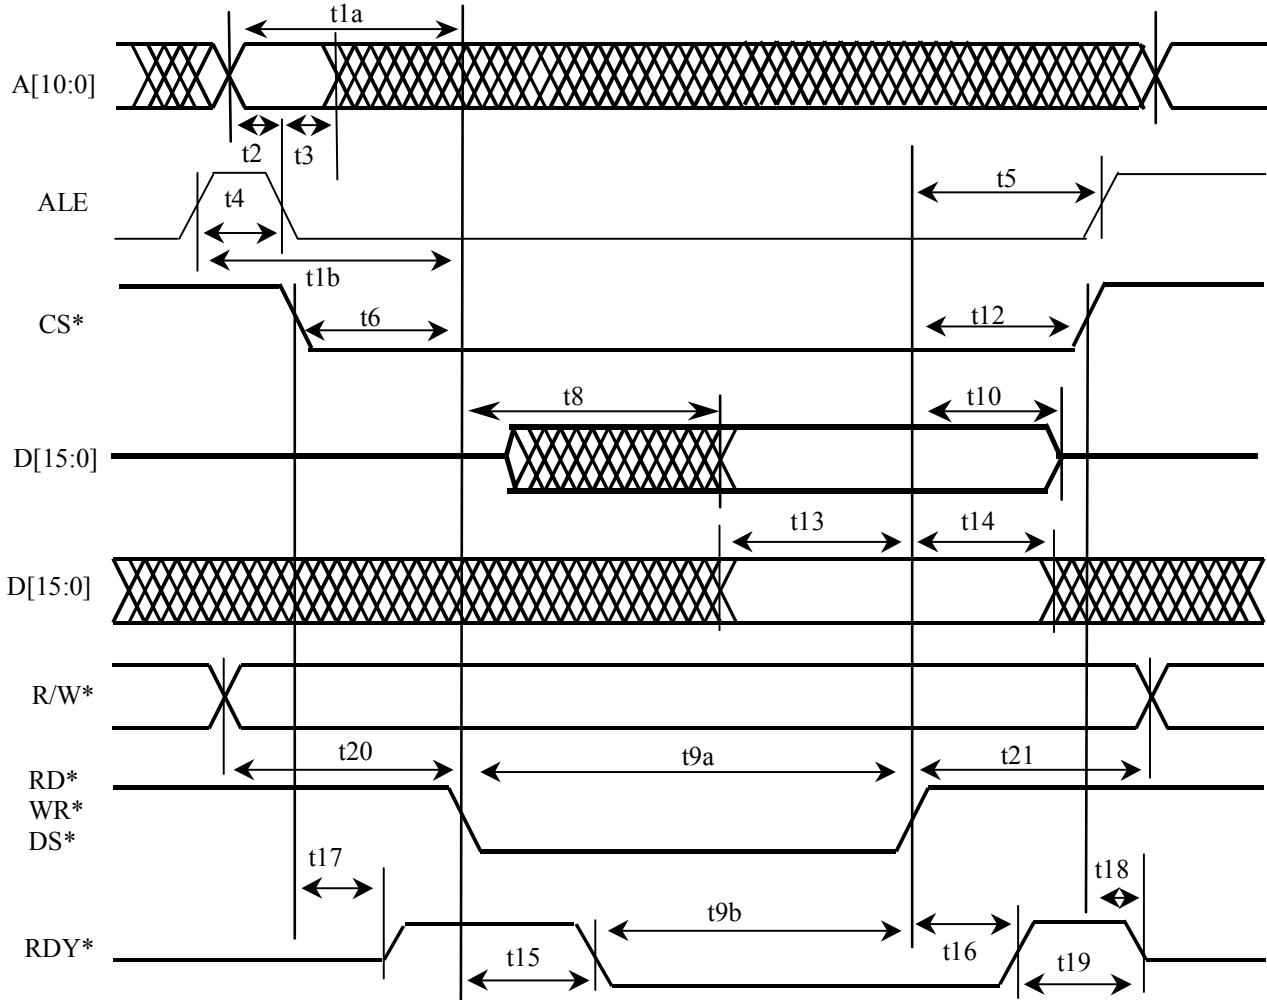 t1a
A[10:0]
t2 t3
ALE
t4
t5
t1b
CS*
t6
t12
t8
t10
D[15:0]
t13
t14
D[15:0]
R/W*
t20
t9a
t21
RD*
WR*
DS*
t17
t18
t9b
RDY*
t15
t16
t19